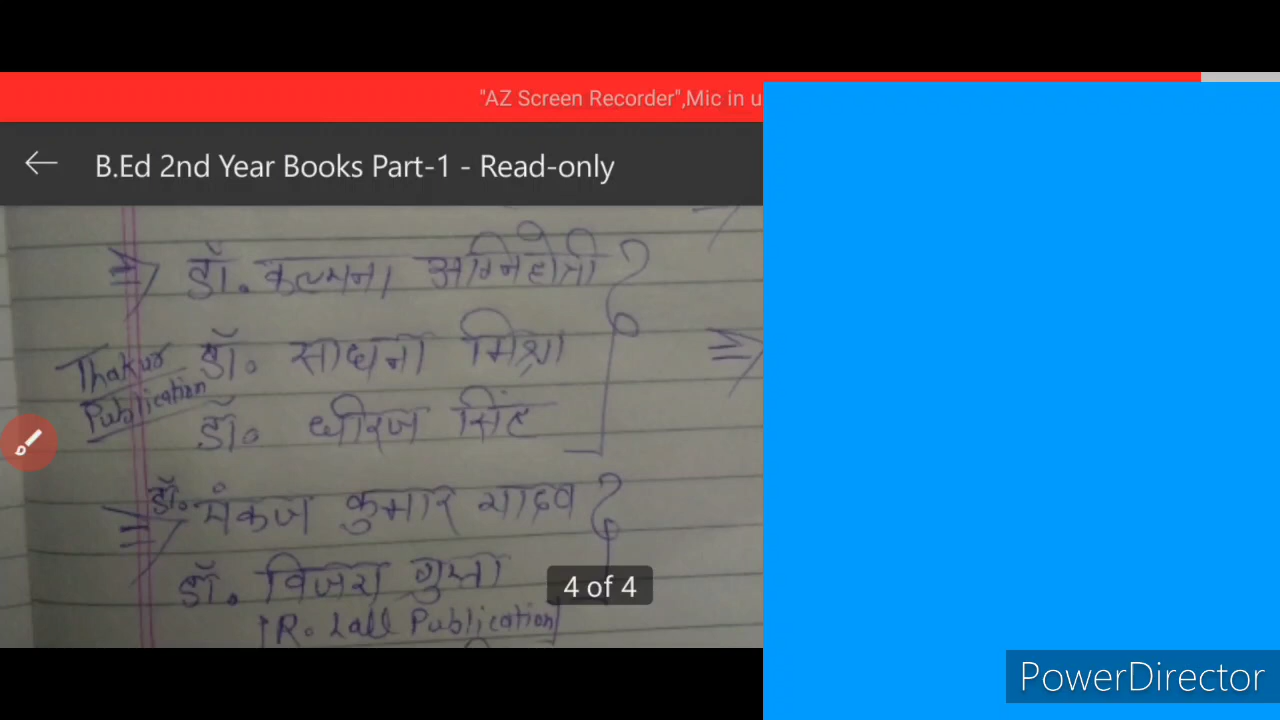 "AZ Screen Recorder",Mic in u
B.Ed 2nd Year Books Part-1 - Read-only
⇒ डॉ. कल्पना अग्निहोत्री
डॉ. साधना मिश्रा
Thakur Publication
डॉ. धीरज सिंह
⇒ डॉ. पंकज कुमार यादव
डॉ. विजय गुप्ता
4 of 4
[R. Lall Publication]
PowerDirector